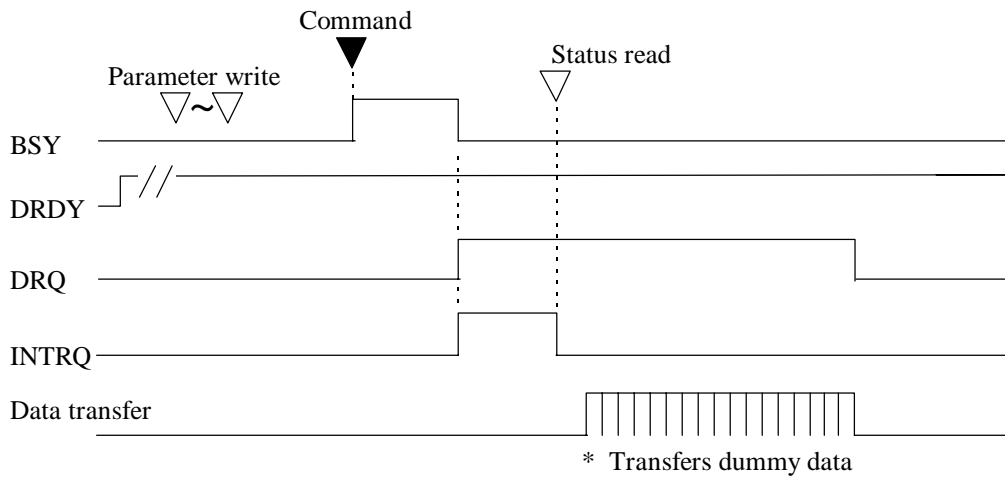 Command
Status read
Parameter write
~
BSY
DRDY
DRQ
INTRQ
Data transfer
* Transfers dummy data